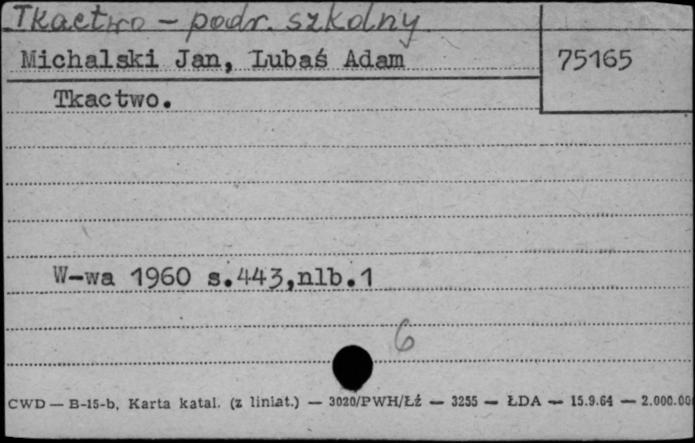 Tkactwo – podr. szkolny
Michalski Jan, Lubaś Adam
75165
Tkactwo.
W-wa 1960 s.443,nlb.1
6
CWD — B-15-b, Karta katal. (z liniat.) — 3020/PWH/Łź — 3255 — ŁDA — 15.9.64 — 2.000.00